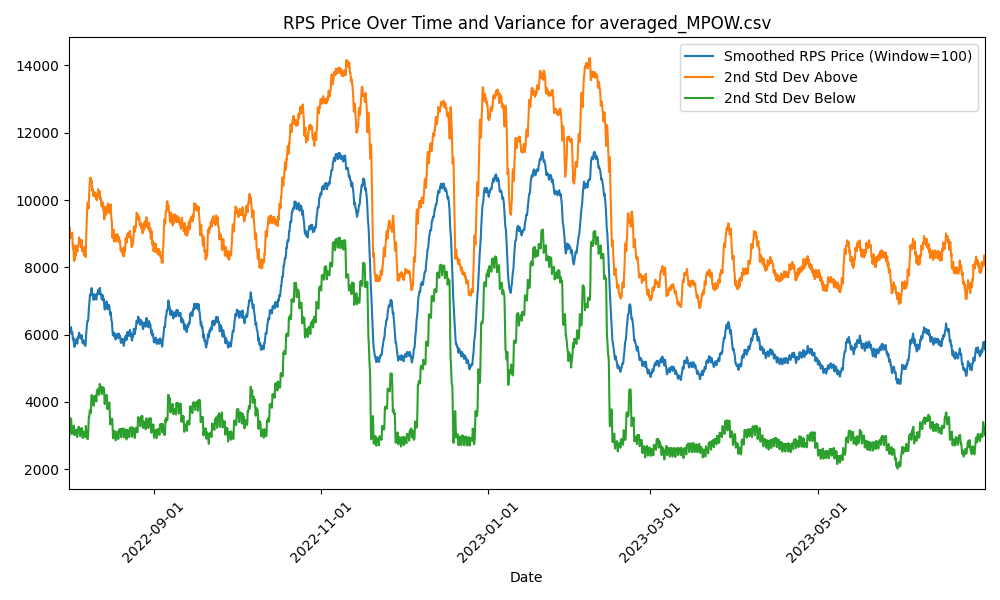 RPS Price Over Time and Variance for averaged_MPOW.csv
Smoothed RPS Price (Window=100)
2nd Std Dev Above
2nd Std Dev Below
14000
12000
10000
8000
6000
4000
2000
2022-09-01
2022-11-01
2023-01-01
2023-03-01
2023-05-01
Date